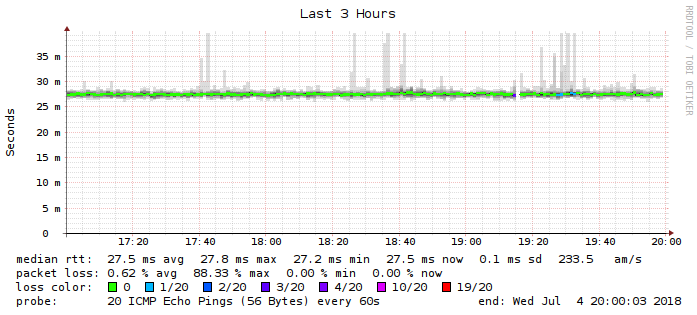 Last 3 Hours
RRDTOOL / TOBI OETIKER
Seconds
35 m
30 m
25 m
20 m
15 m
10 m
5 m
0
17:20 17:40 18:00 18:20 18:40 19:00 19:20 19:40 20:00
median rtt: 27.5 ms avg 27.8 ms max 27.2 ms min 27.5 ms now 0.1 ms sd 233.5 am/s
packet loss: 0.62 % avg 88.33 % max 0.00 % min 0.00 % now
loss color: 0 1/20 2/20 3/20 4/20 10/20 19/20
probe: 20 ICMP Echo Pings (56 Bytes) every 60s end: Wed Jul 4 20:00:03 2018